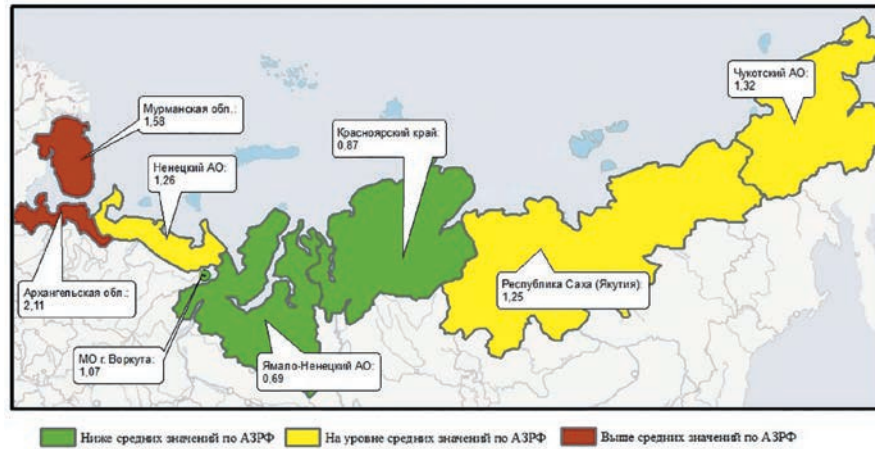 Чукотский АО:
1,32
Мурманская обл.:
1,58
Красноярский край:
0,87
Ненецкий АО:
1,26
Архангельская обл.:
2,11
Республика Саха (Якутия):
1,25
МО г. Воркута:
1,07
Ямало-Ненецкий АО:
0,69
Ниже средних значений по АЗРФ
На уровне средних значений по АЗРФ
Выше средних значений по АЗРФ